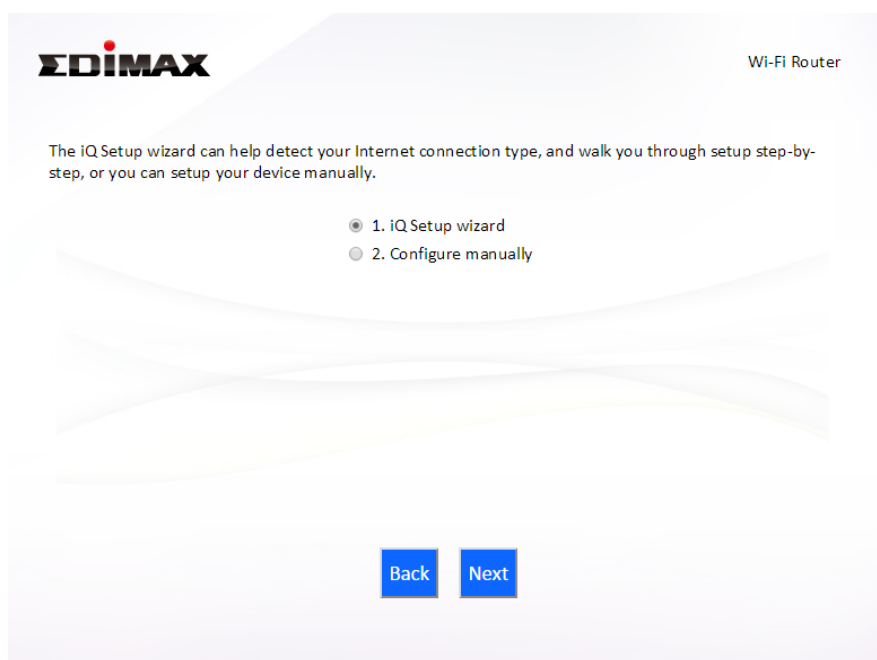 EDIMAX
Wi-Fi Router
The iQ Setup wizard can help detect your Internet connection type, and walk you through setup step-by-
step, or you can setup your device manually.
1. iQ Setup wizard
2. Configure manually
Back
Next